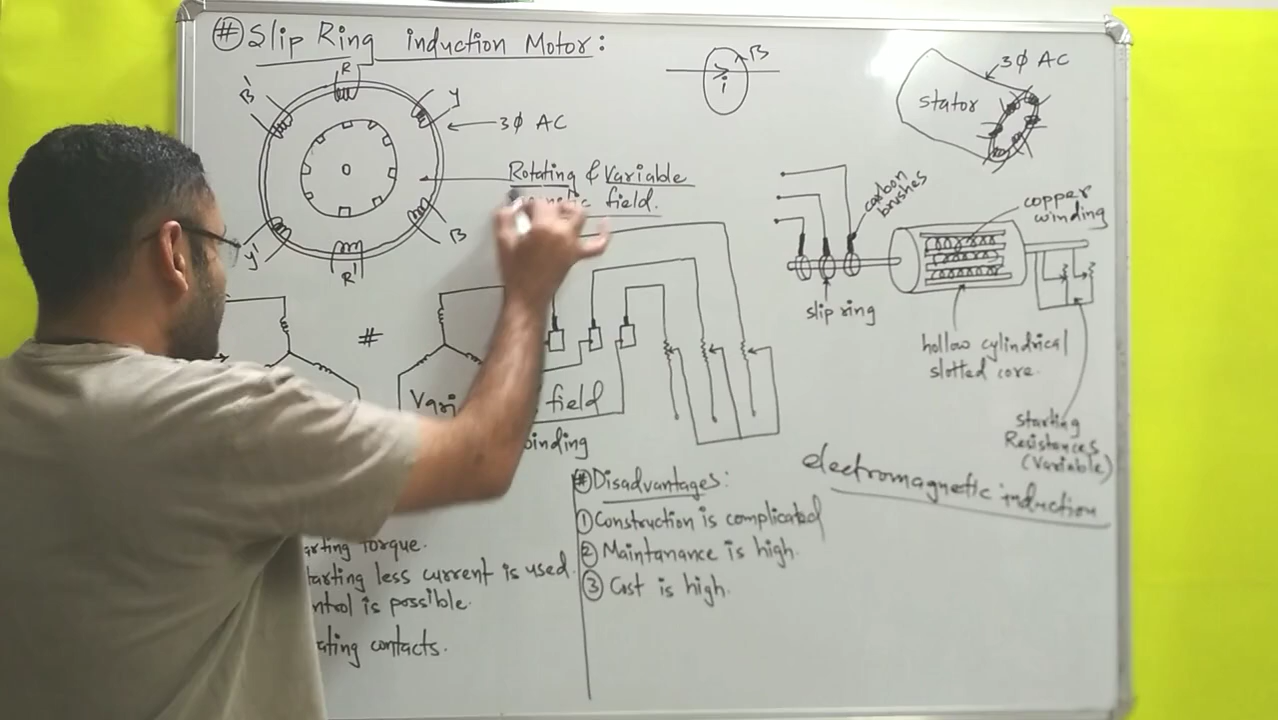 # Slip Ring induction Motor:
R
B'
Y
3φ AC
Rotating & Variable
field.
B
Y'
R'
i
B
3φ AC
stator
carbon
brushes
copper
winding
slip ring
hollow cylindrical
slotted core.
starting
Resistances
(Variable)
#
field
electromagnetic induction
# Disadvantages:
① Construction is complicated
② Maintanance is high.
③ Cost is high.
Torque.
less current is used.
is possible.
contacts.